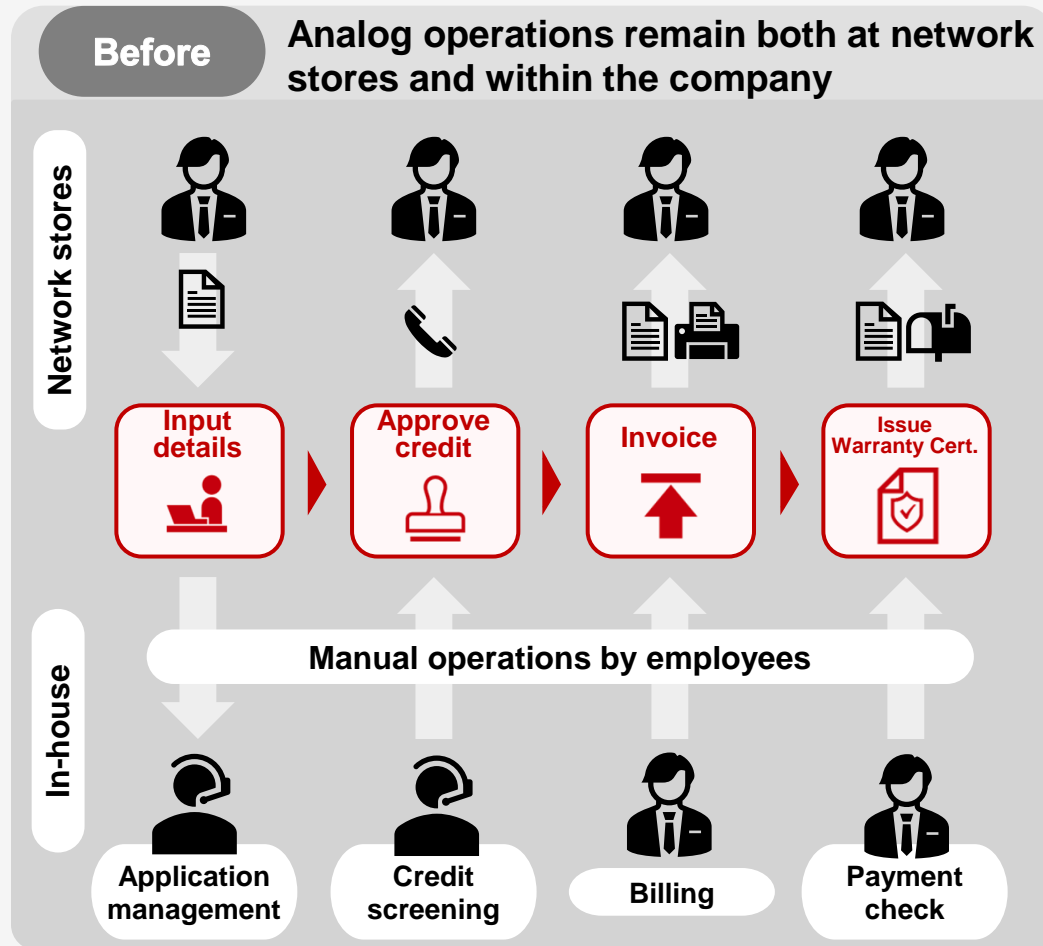 Before
Analog operations remain both at network
stores and within the company
Network stores
Input
details
Approve
credit
Invoice
Issue
Warranty Cert.
In-house
Manual operations by employees
Application
management
Credit
screening
Billing
Payment
check